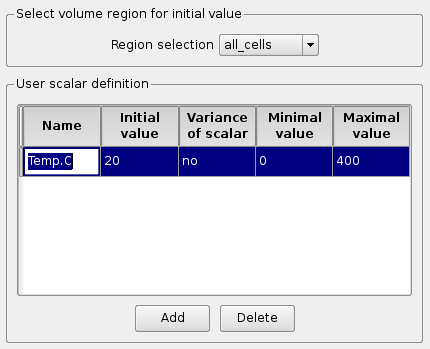 Select volume region for initial value
Region selection all_cells
User scalar definition
Name Initial value Variance of scalar Minimal value Maximal value
Temp.C 20 no 0 400
Add Delete